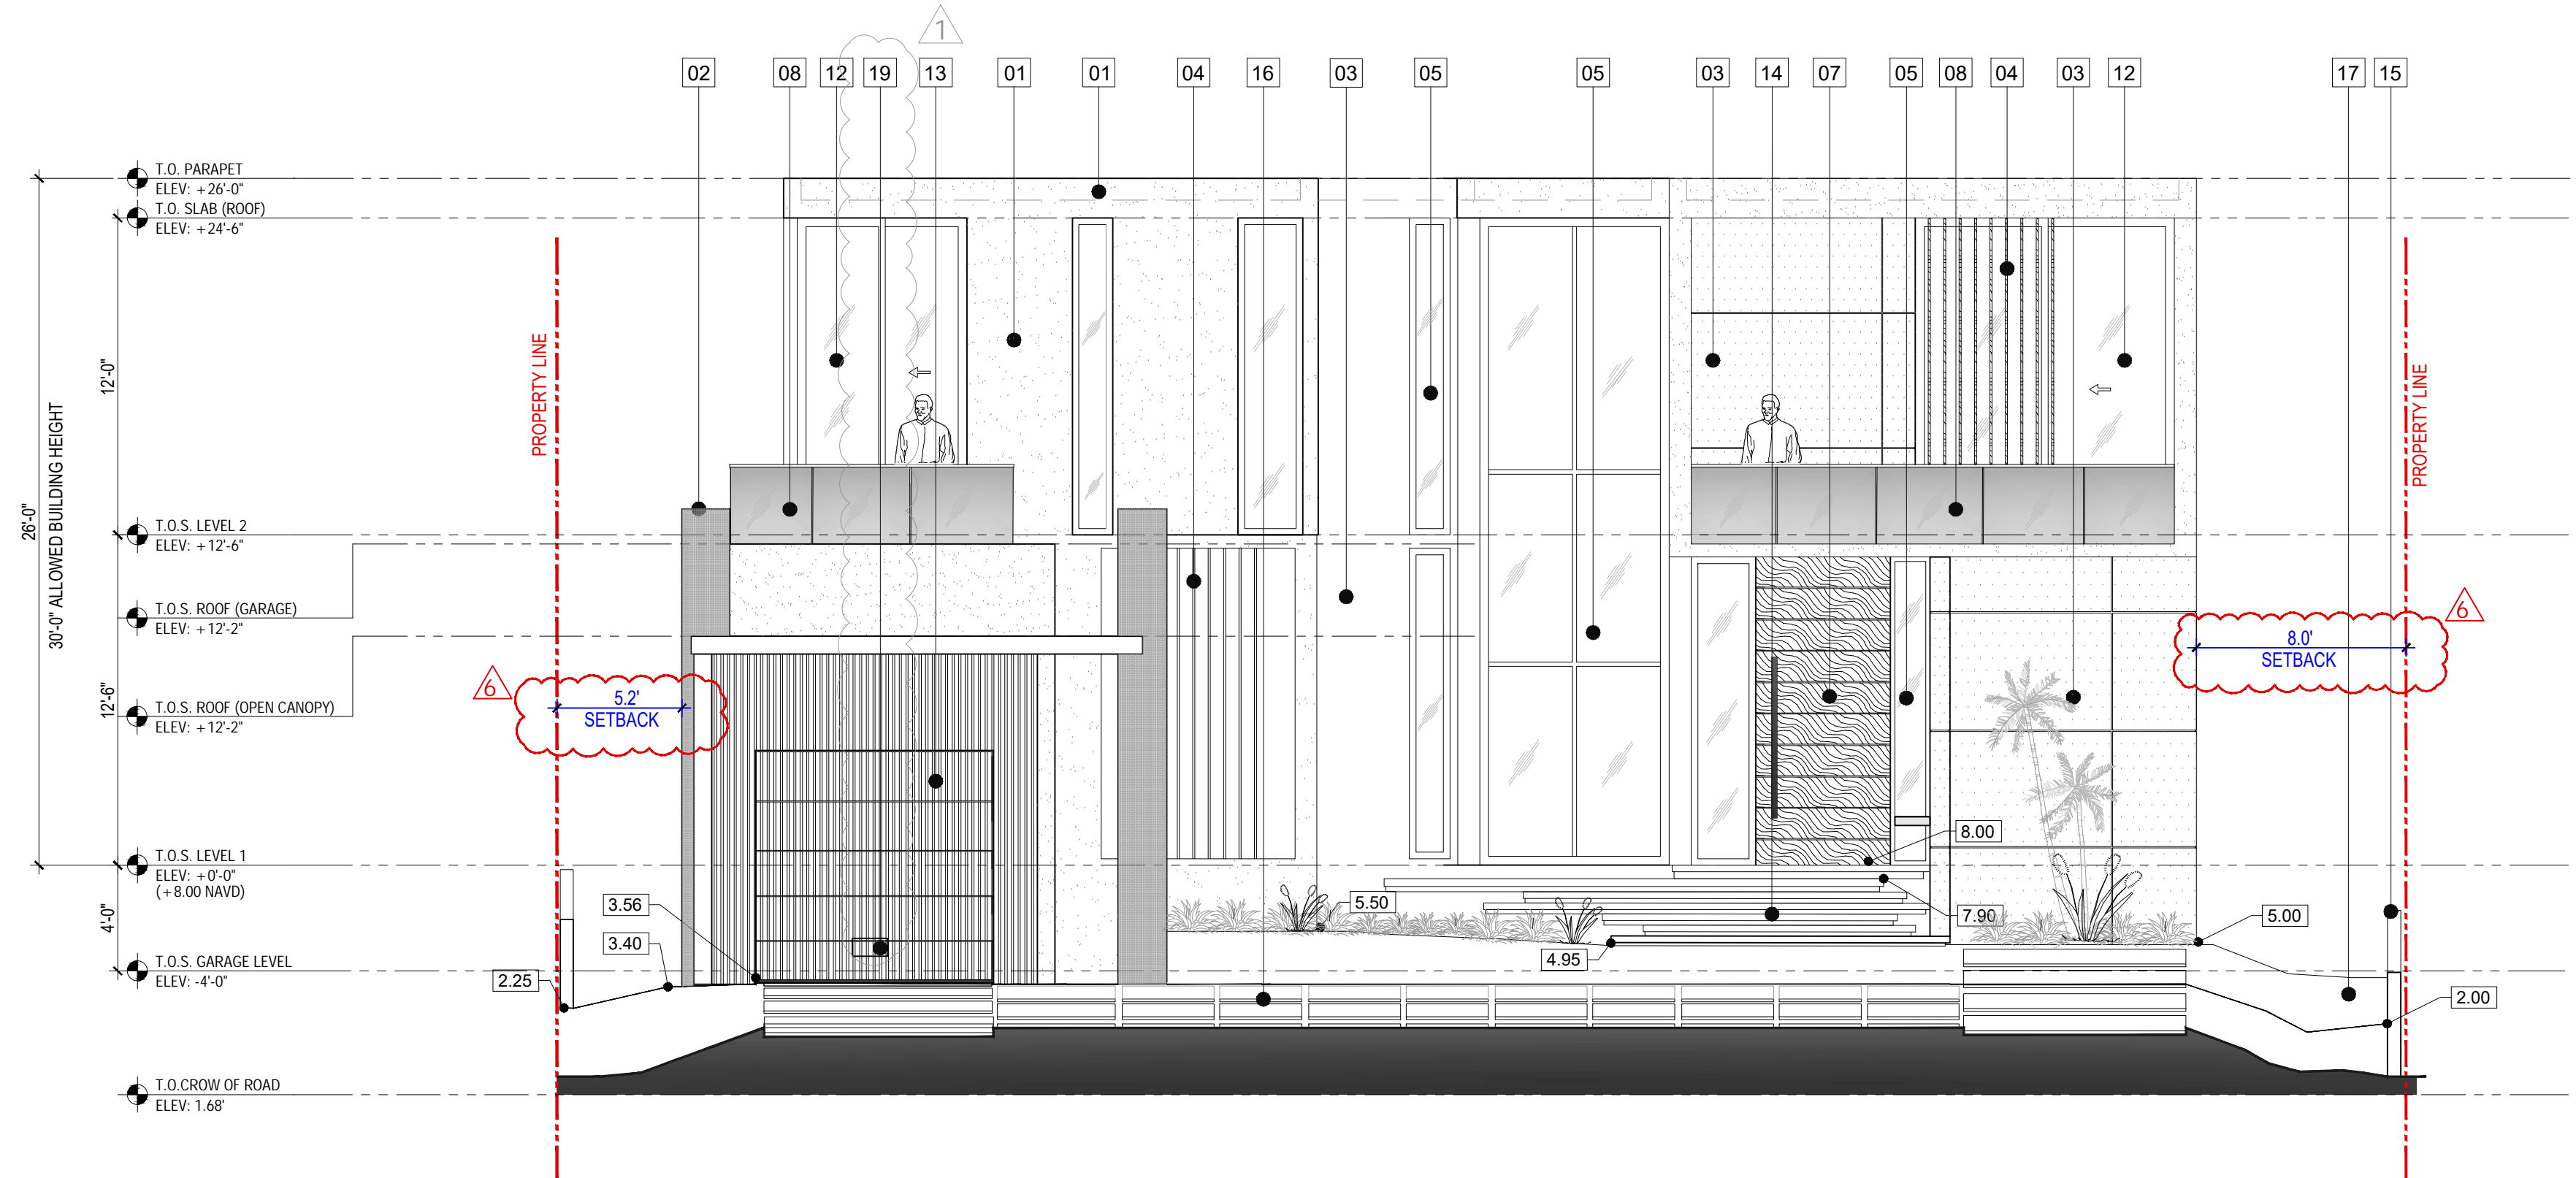 1
02
08
12
19
13
01
01
04
16
03
05
05
03
14
07
05
08
04
03
12
17
15
T.O. PARAPET
ELEV: +26'-0"
T.O. SLAB (ROOF)
ELEV: +24'-6"
PROPERTY LINE
PROPERTY LINE
12'-0"
30'-0" ALLOWED BUILDING HEIGHT
26'-0"
T.O.S. LEVEL 2
ELEV: +12'-6"
T.O.S. ROOF (GARAGE)
ELEV: +12'-2"
6
8.0'
SETBACK
6
5.2'
SETBACK
12'-6"
T.O.S. ROOF (OPEN CANOPY)
ELEV: +12'-2"
8.00
T.O.S. LEVEL 1
ELEV: +0'-0"
(+8.00 NAVD)
3.56
5.50
7.90
5.00
4'-0"
3.40
4.95
T.O.S. GARAGE LEVEL
ELEV: -4'-0"
2.25
2.00
T.O.CROW OF ROAD
ELEV: 1.68'